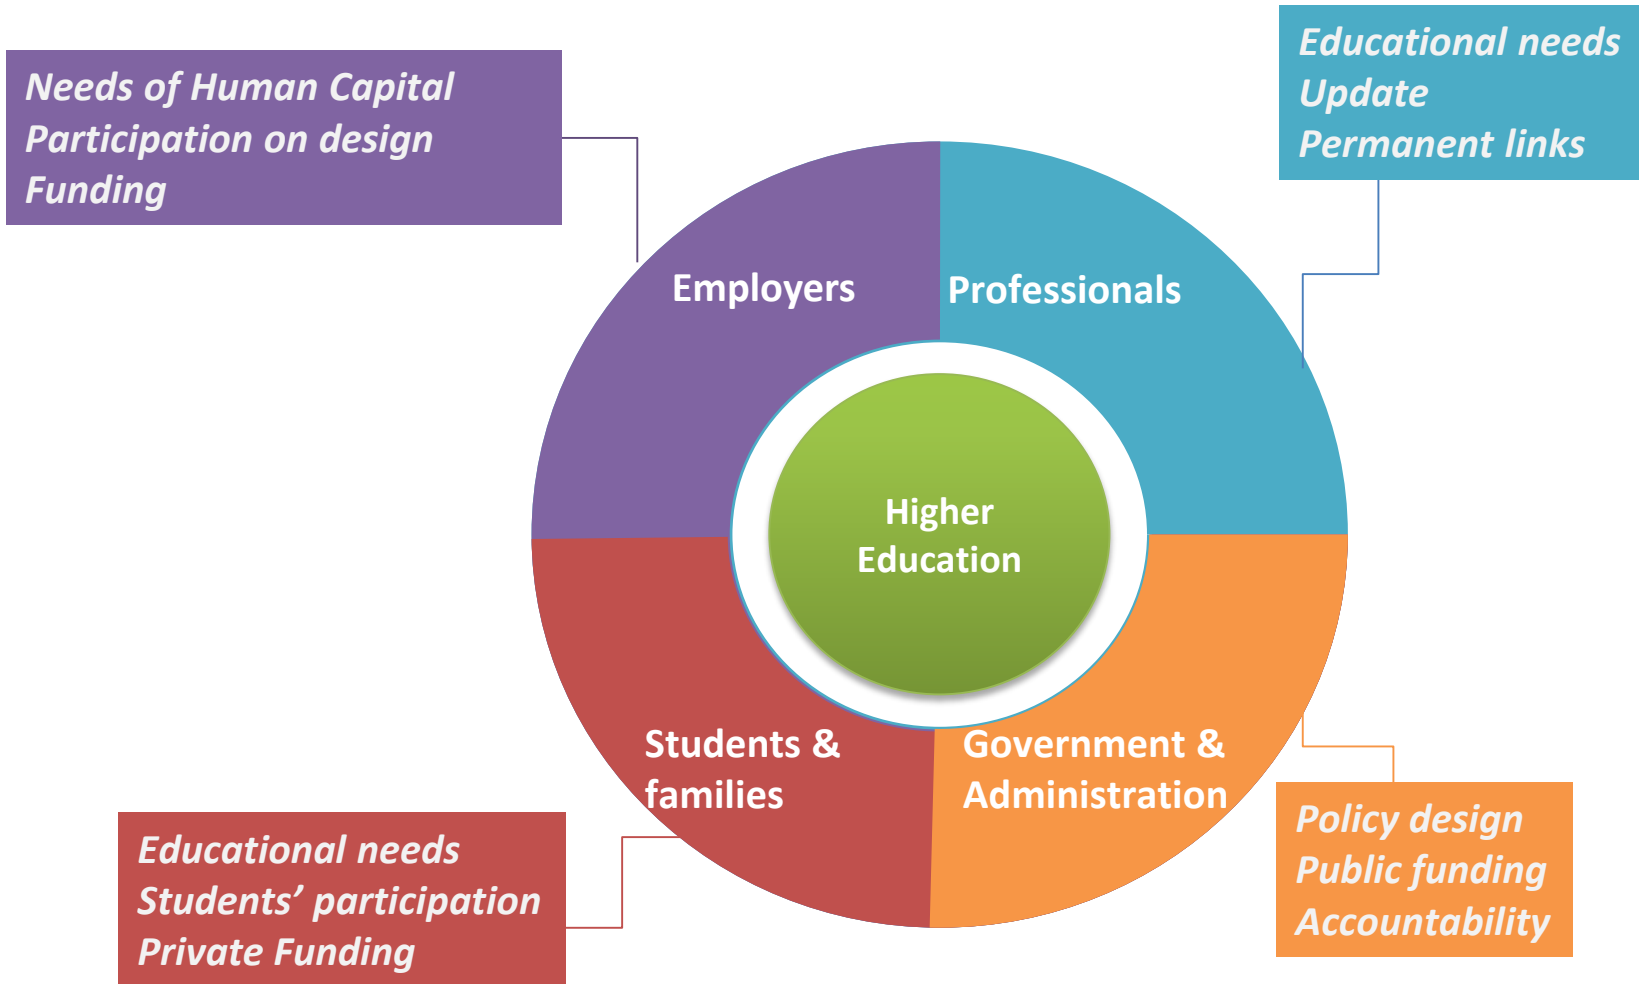 Needs of Human Capital
Participation on design
Funding
Educational needs
Update
Permanent links
Employers
Professionals
Higher
Education
Students &
families
Government &
Administration
Educational needs
Students’ participation
Private Funding
Policy design
Public funding
Accountability